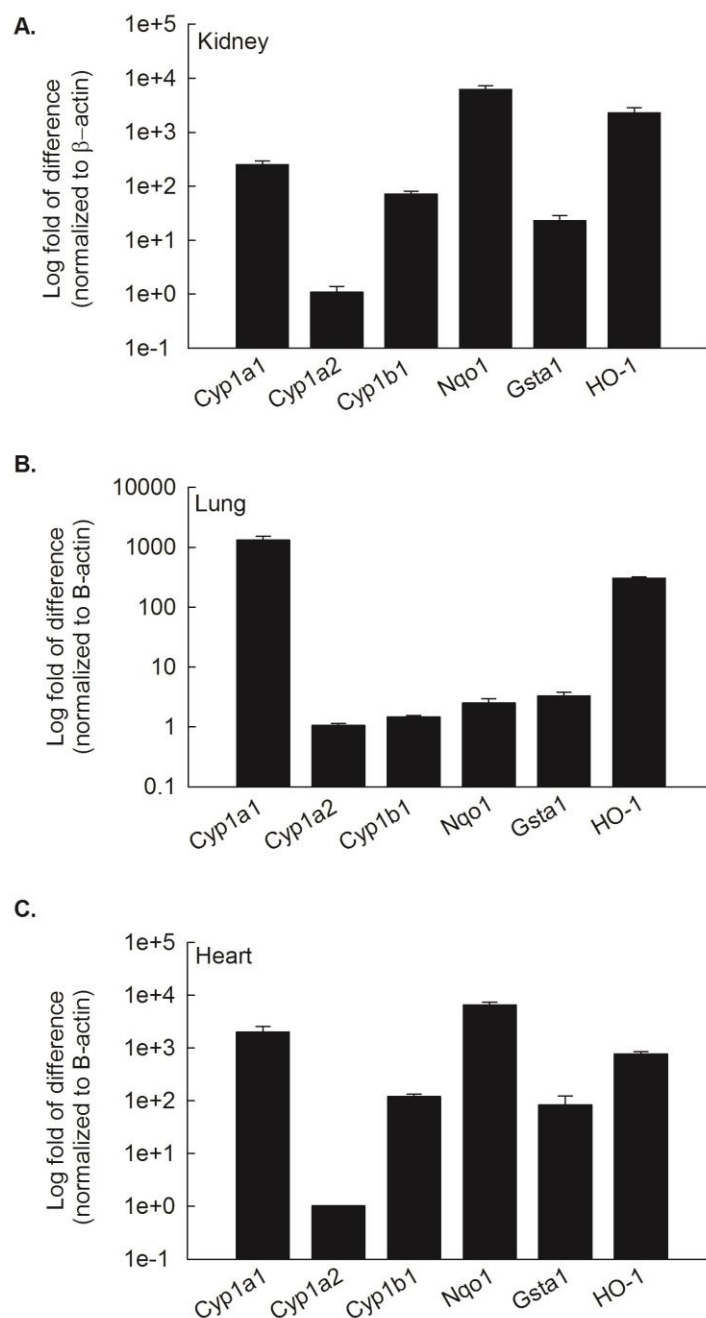 A.
Kidney
Log fold of difference
(normalized to β−actin)
1e+5
1e+4
1e+3
1e+2
1e+1
1e+0
1e-1
Cyp1a1 Cyp1a2 Cyp1b1 Nqo1 Gsta1 HO-1
B.
Lung
Log fold of difference
(normalized to B-actin)
10000
1000
100
10
1
0.1
Cyp1a1 Cyp1a2 Cyp1b1 Nqo1 Gsta1 HO-1
C.
Heart
Log fold of difference
(normalized to B-actin)
1e+5
1e+4
1e+3
1e+2
1e+1
1e+0
1e-1
Cyp1a1 Cyp1a2 Cyp1b1 Nqo1 Gsta1 HO-1